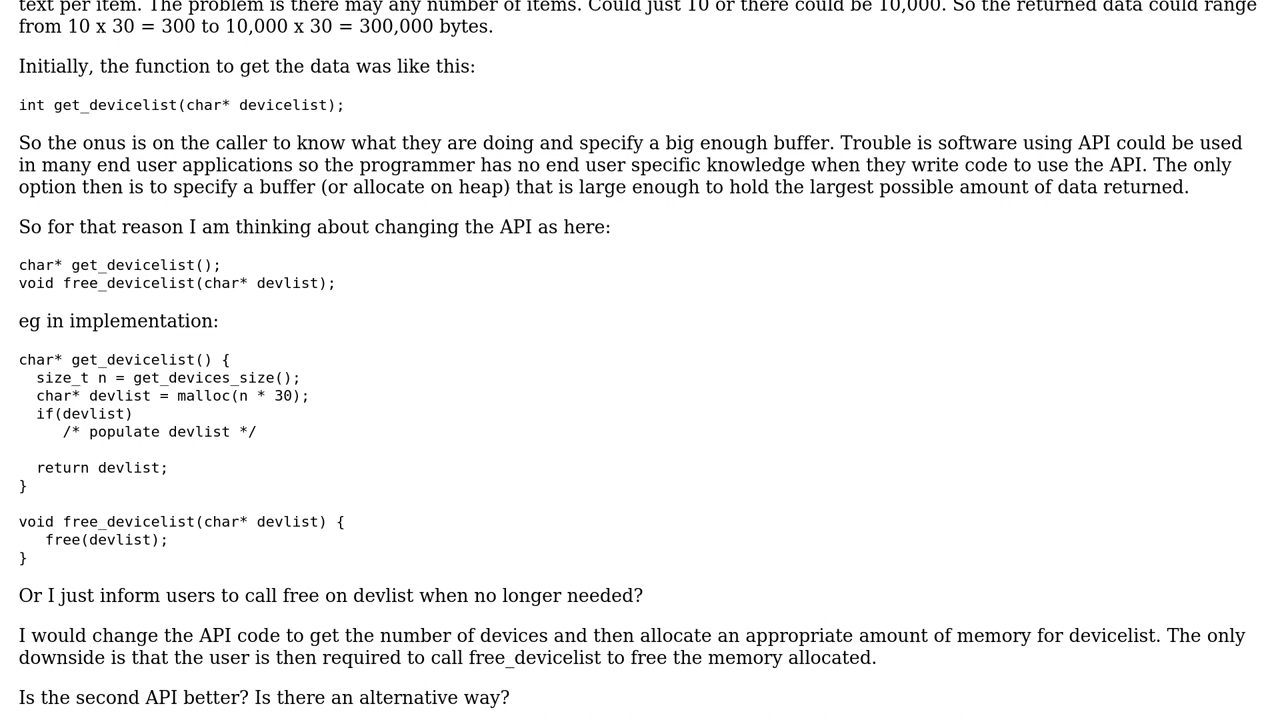 text per item. The problem is there may any number of items. Could just 10 or there could be 10,000. So the returned data could range
from 10 x 30 = 300 to 10,000 x 30 = 300,000 bytes.
Initially, the function to get the data was like this:
int get_devicelist(char* devicelist);
So the onus is on the caller to know what they are doing and specify a big enough buffer. Trouble is software using API could be used
in many end user applications so the programmer has no end user specific knowledge when they write code to use the API. The only
option then is to specify a buffer (or allocate on heap) that is large enough to hold the largest possible amount of data returned.
So for that reason I am thinking about changing the API as here:
char* get_devicelist();
void free_devicelist(char* devlist);
eg in implementation:
char* get_devicelist() {
  size_t n = get_devices_size();
  char* devlist = malloc(n * 30);
  if(devlist)
     /* populate devlist */
  return devlist;
}
void free_devicelist(char* devlist) {
   free(devlist);
}
Or I just inform users to call free on devlist when no longer needed?
I would change the API code to get the number of devices and then allocate an appropriate amount of memory for devicelist. The only
downside is that the user is then required to call free_devicelist to free the memory allocated.
Is the second API better? Is there an alternative way?